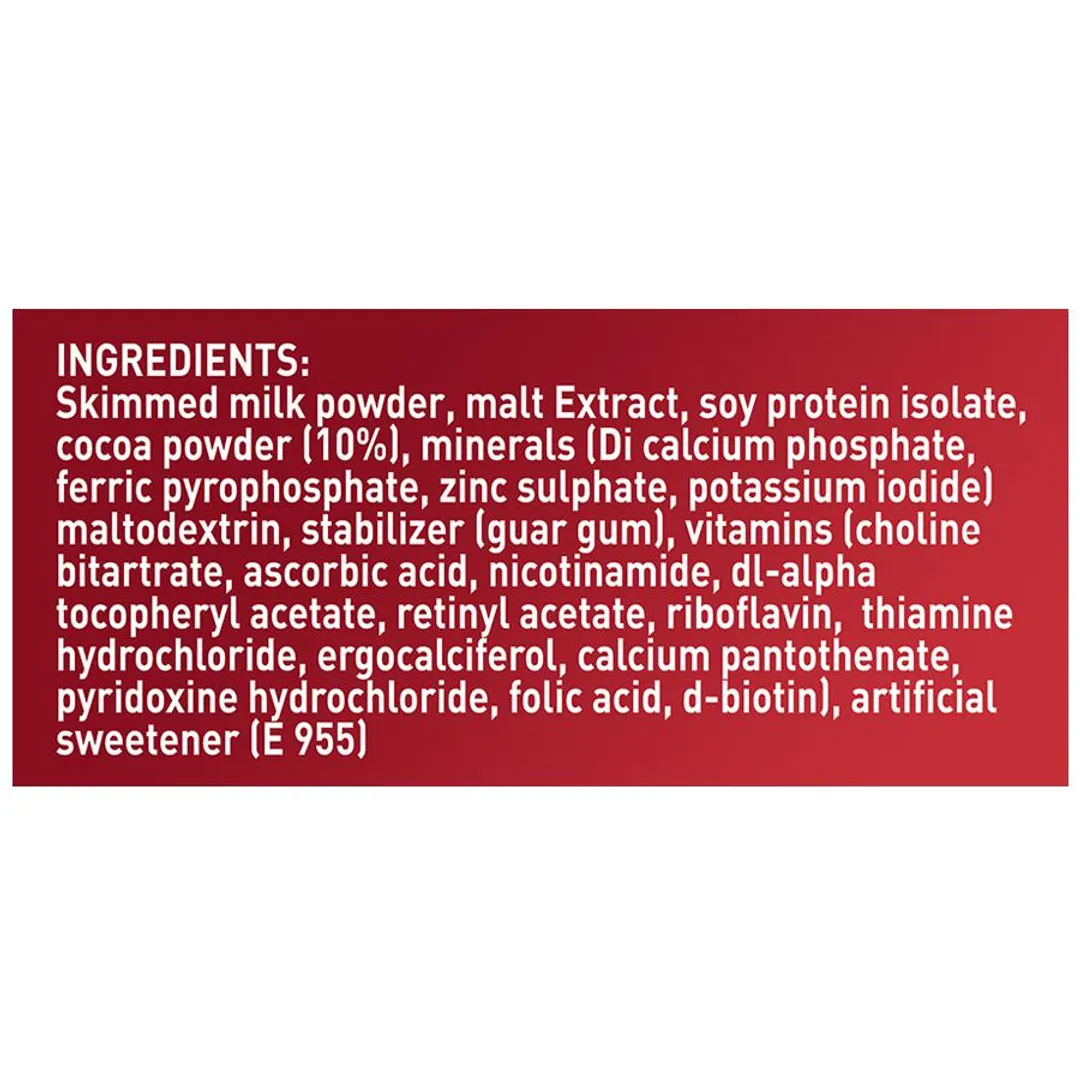 INGREDIENTS:
Skimmed milk powder, malt Extract, soy protein isolate,
cocoa powder (10%), minerals (Di calcium phosphate,
ferric pyrophosphate, zinc sulphate, potassium iodide)
maltodextrin, stabilizer (guar gum), vitamins (choline
bitartrate, ascorbic acid, nicotinamide, dl-alpha
tocopheryl acetate, retinyl acetate, riboflavin,  thiamine
hydrochloride, ergocalciferol, calcium pantothenate,
pyridoxine hydrochloride, folic acid, d-biotin), artificial
sweetener (E 955)